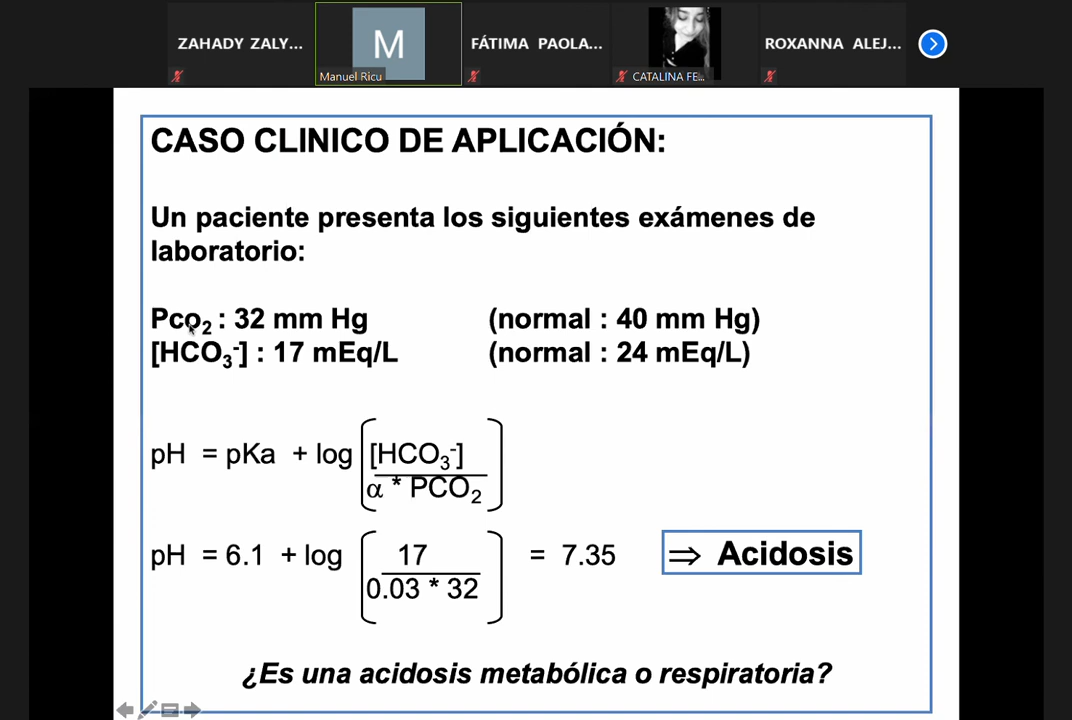 ZAHADY ZALY...
M
Manuel Ricu
FÁTIMA PAOLA...
CATALINA FE...
ROXANNA ALEJ...
CASO CLINICO DE APLICACIÓN:
Un paciente presenta los siguientes exámenes de
laboratorio:
Pco₂ : 32 mm Hg (normal : 40 mm Hg)
[HCO₃⁻] : 17 mEq/L (normal : 24 mEq/L)
pH = pKa + log [HCO₃⁻]
α * PCO₂
pH = 6.1 + log 17 = 7.35 ⇒ Acidosis
0.03 * 32
¿Es una acidosis metabólica o respiratoria?